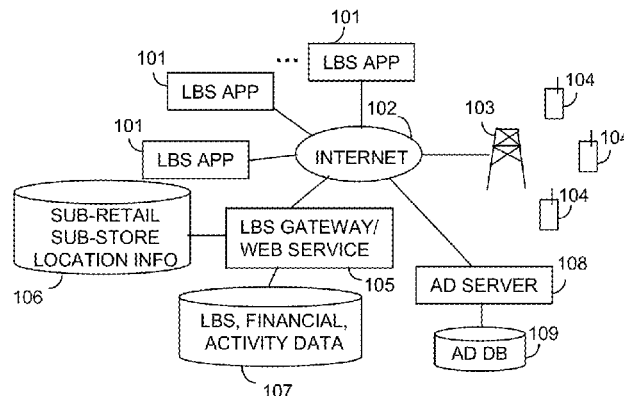 101
101
... LBS APP
104
LBS APP
102
103
101
104
LBS APP
INTERNET
104
SUB-RETAIL
SUB-STORE
LOCATION INFO
LBS GATEWAY/
WEB SERVICE
106
105
AD SERVER
108
LBS, FINANCIAL,
ACTIVITY DATA
AD DB
109
107